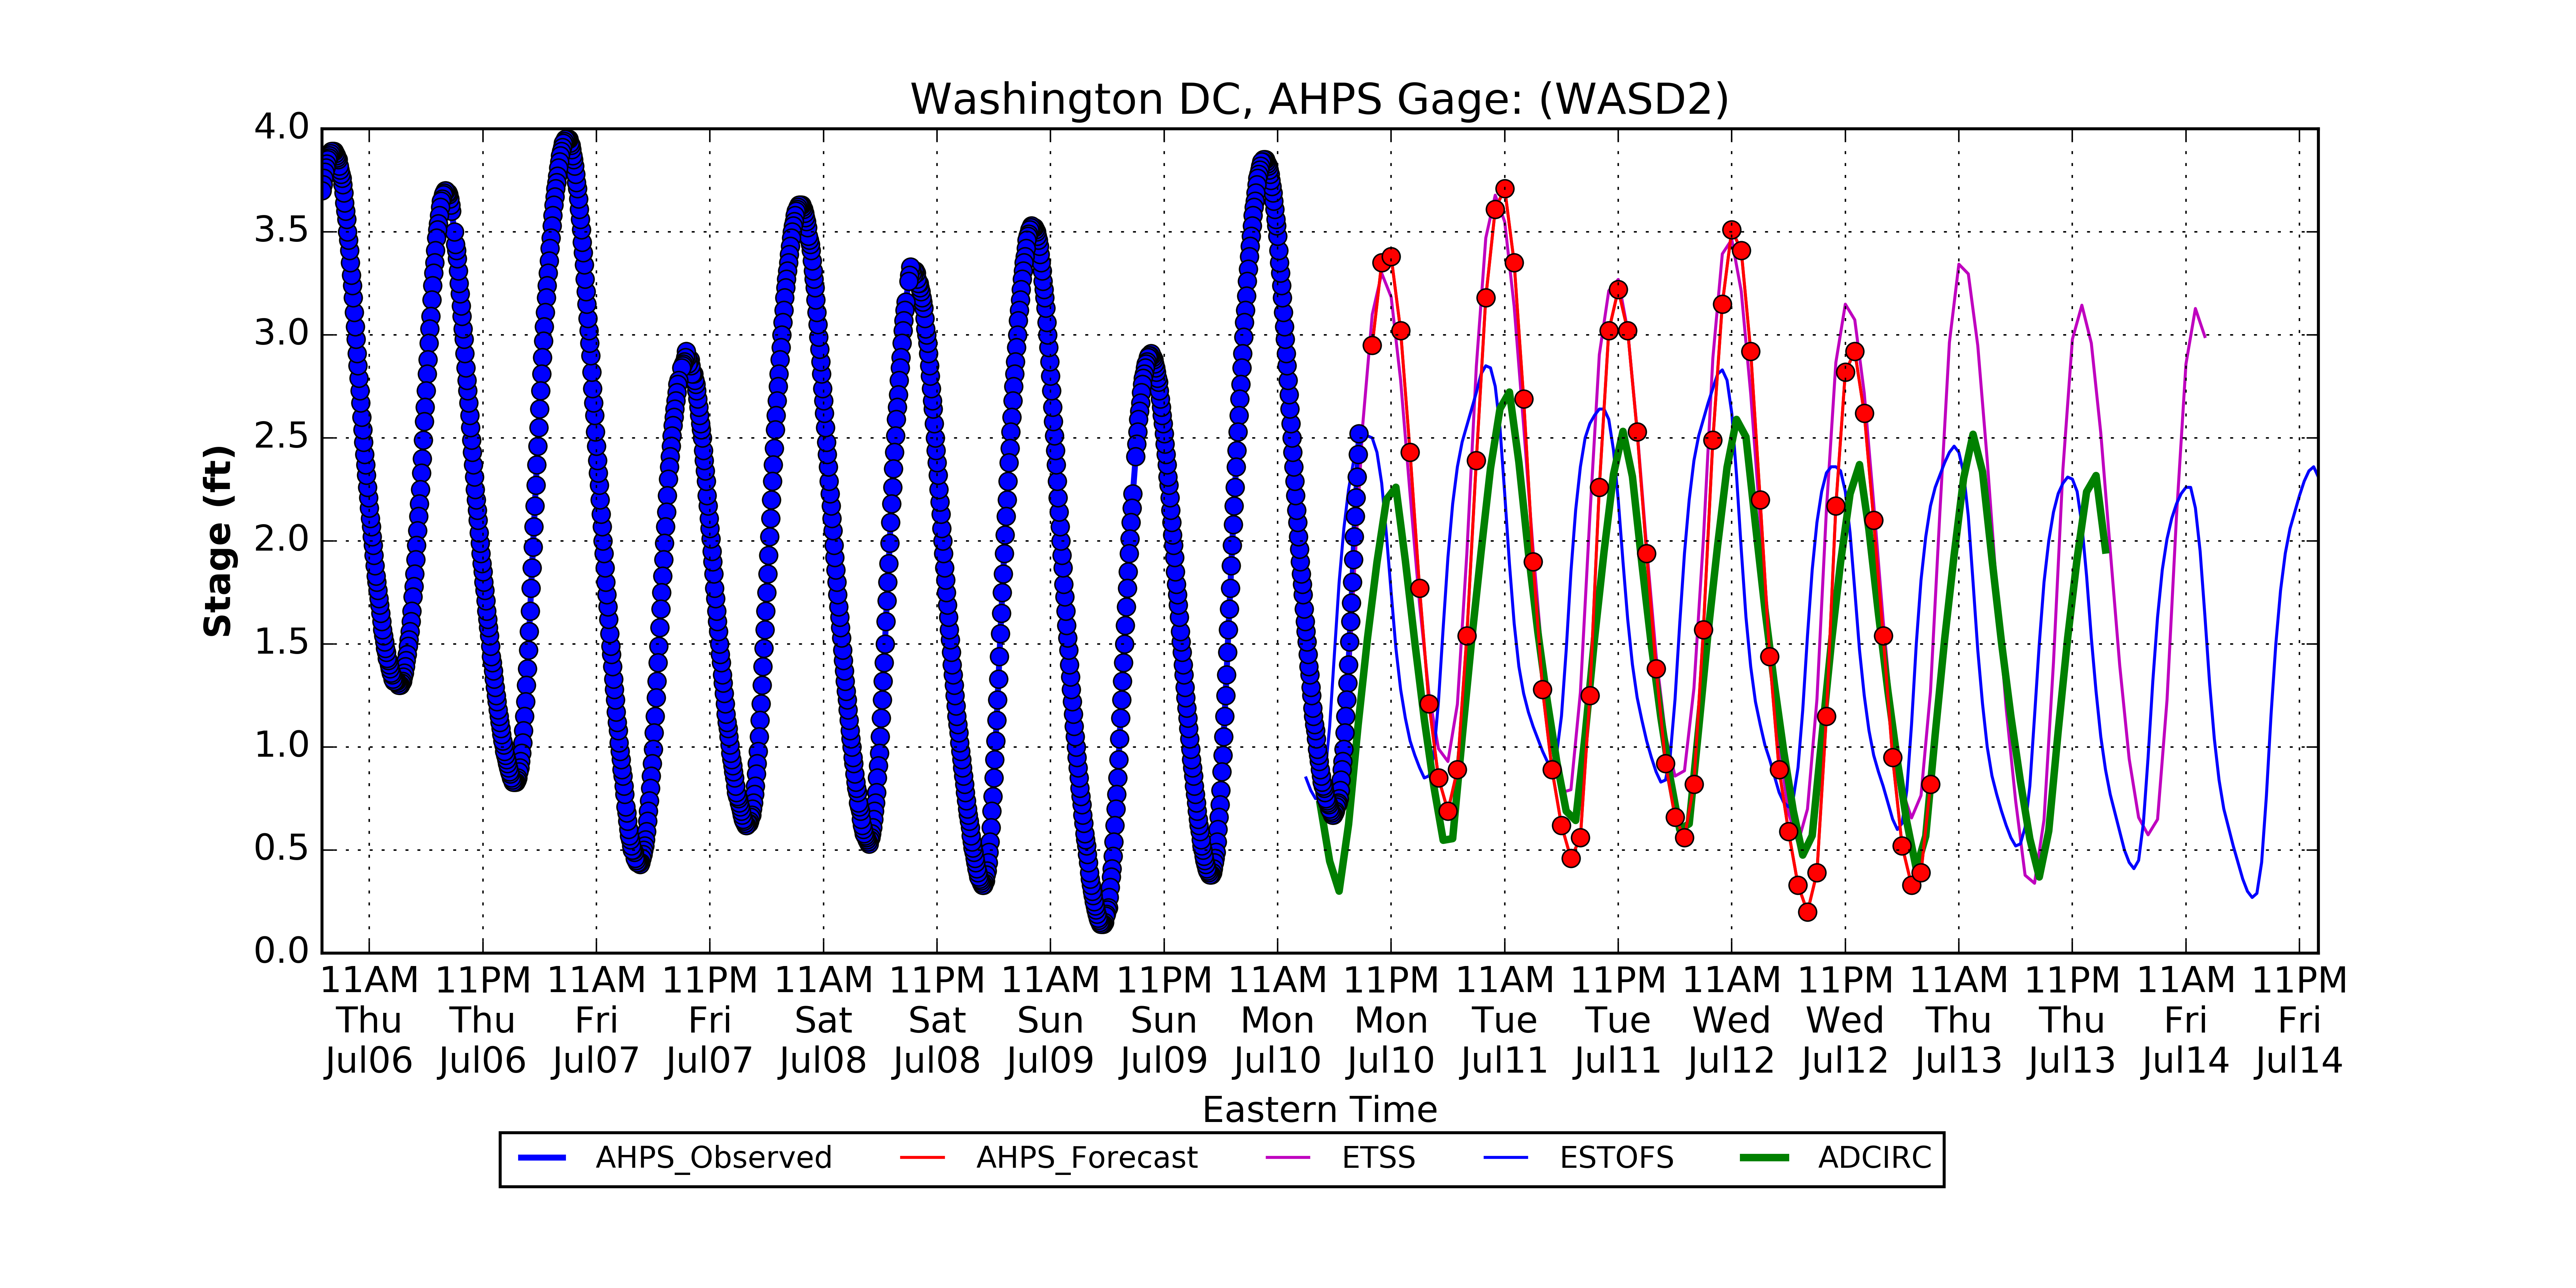 Washington DC, AHPS Gage: (WASD2)
Stage (ft)
4.0
3.5
3.0
2.5
2.0
1.5
1.0
0.5
0.0
11AM 11PM 11AM 11PM 11AM 11PM 11AM 11PM 11AM 11PM 11AM 11PM 11AM 11PM 11AM 11PM 11AM 11PM
Thu Thu Fri Fri Sat Sat Sun Sun Mon Mon Tue Tue Wed Wed Thu Thu Fri Fri
Jul06 Jul06 Jul07 Jul07 Jul08 Jul08 Jul09 Jul09 Jul10 Jul10 Jul11 Jul11 Jul12 Jul12 Jul13 Jul13 Jul14 Jul14
Eastern Time
AHPS_Observed AHPS_Forecast ETSS ESTOFS ADCIRC